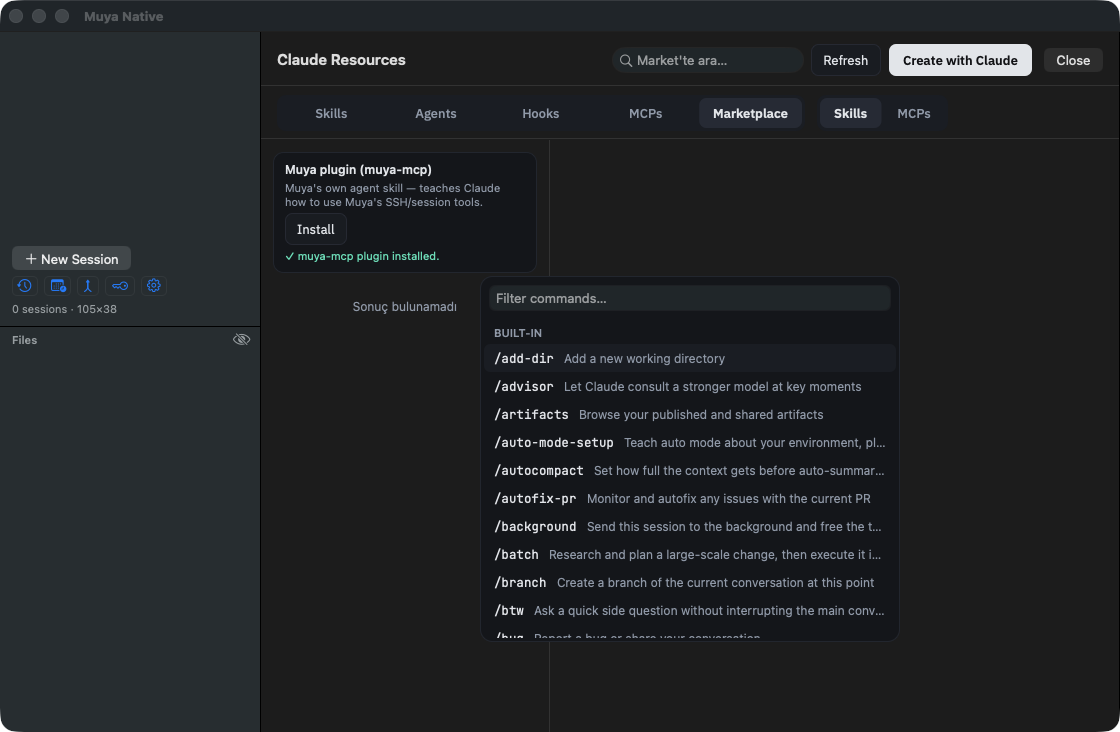 Muya Native
Claude Resources
Market'te ara...
Refresh
Create with Claude
Close
Skills
Agents
Hooks
MCPs
Marketplace
Skills
MCPs
Muya plugin (muya-mcp)
Muya's own agent skill — teaches Claude
how to use Muya's SSH/session tools.
Install
✓ muya-mcp plugin installed.
Sonuç bulunamadı
+ New Session
0 sessions · 105×38
Files
Filter commands...
BUILT-IN
/add-dir Add a new working directory
/advisor Let Claude consult a stronger model at key moments
/artifacts Browse your published and shared artifacts
/auto-mode-setup Teach auto mode about your environment, pl...
/autocompact Set how full the context gets before auto-summar...
/autofix-pr Monitor and autofix any issues with the current PR
/background Send this session to the background and free the t...
/batch Research and plan a large-scale change, then execute it i...
/branch Create a branch of the current conversation at this point
/btw Ask a quick side question without interrupting the main conv...
/bug Report a bug or share your conversation